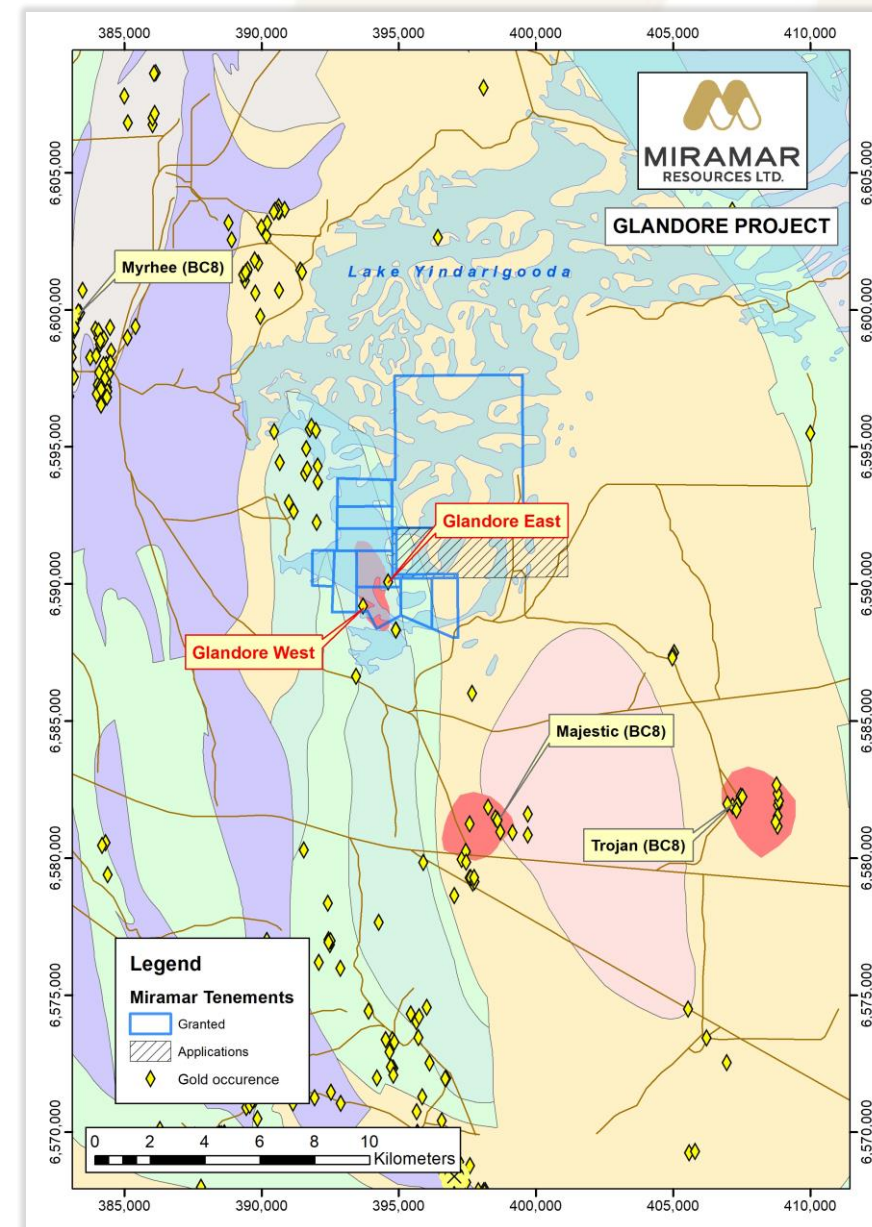 385,000 390,000 395,000 400,000 405,000 410,000
MIRAMAR
RESOURCES LTD.
GLANDORE PROJECT
6,605,000 6,605,000
Myrhee (BC8)
Lake Yindarlgooda
6,600,000 6,600,000
6,595,000 6,595,000
Glandore East
6,590,000 6,590,000
Glandore West
6,585,000 6,585,000
Majestic (BC8)
Trojan (BC8)
6,580,000 6,580,000
Legend
Miramar Tenements
Granted
Applications
Gold occurence
6,575,000 6,575,000
6,570,000 6,570,000
0 2 4 6 8 10
Kilometers
385,000 390,000 395,000 400,000 405,000 410,000